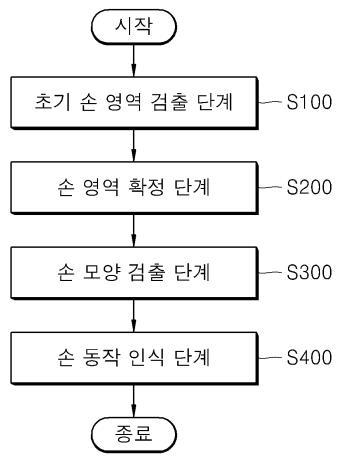 시작
초기 손 영역 검출 단계 S100
손 영역 확정 단계 S200
손 모양 검출 단계 S300
손 동작 인식 단계 S400
종료